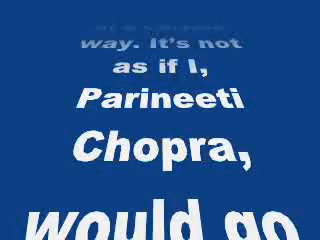 way. It's not
as if I,
Parineeti
Chopra,
would go